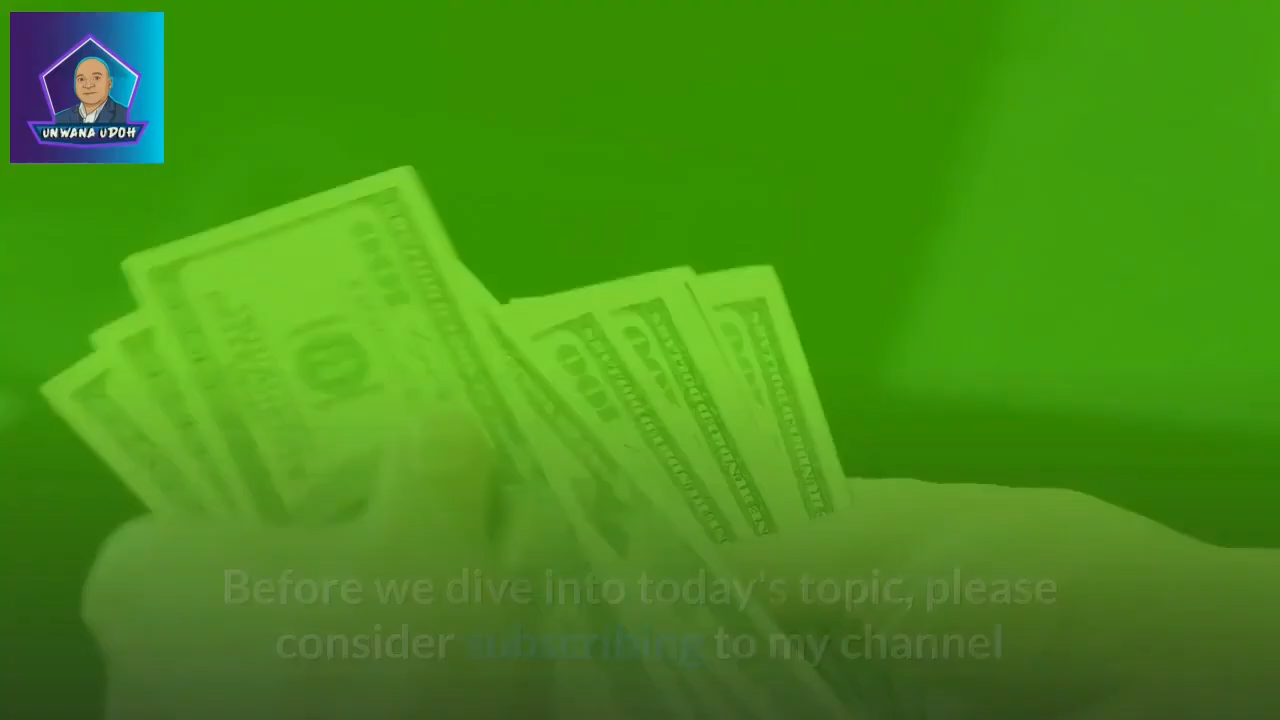 UNWANA UDOH
Before we dive into today's topic, please
consider subscribing to my channel